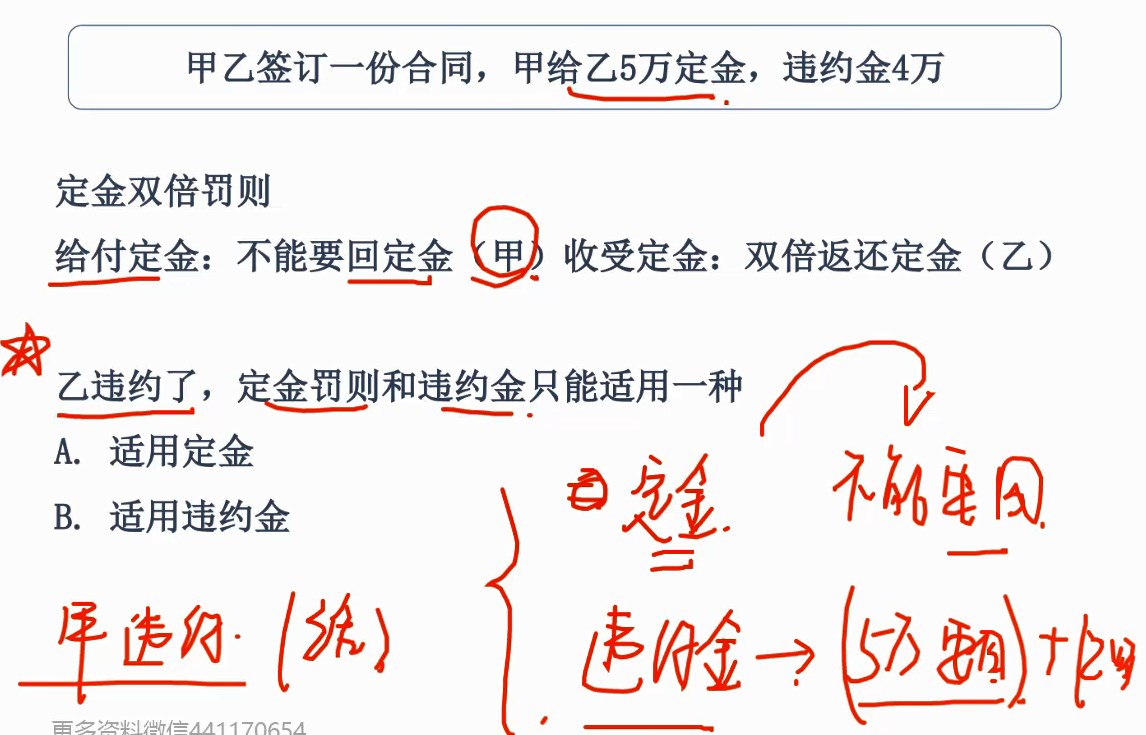 甲乙签订一份合同，甲给乙5万定金，违约金4万
定金双倍罚则
给付定金：不能要回定金（甲）收受定金：双倍返还定金（乙）
乙违约了，定金罚则和违约金只能适用一种
A. 适用定金
B. 适用违约金
定金 不能要回
甲违约（给）
违约金→（5万要回）+
更多资料微信441170654